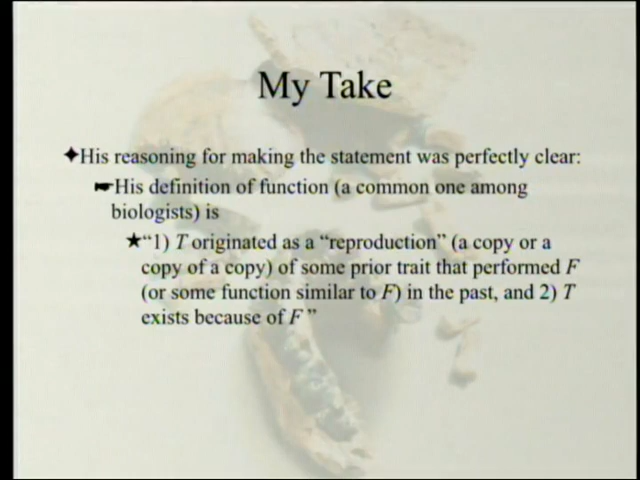 My Take
His reasoning for making the statement was perfectly clear:
His definition of function (a common one among
biologists) is
“1) T originated as a “reproduction” (a copy or a
copy of a copy) of some prior trait that performed F
(or some function similar to F) in the past, and 2) T
exists because of F ”